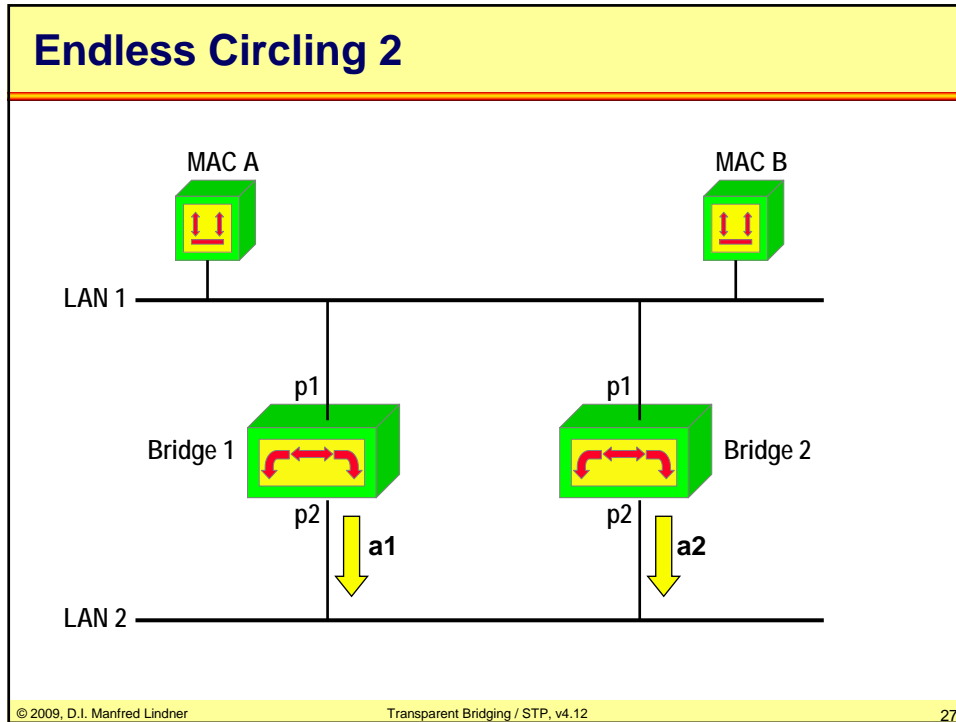 Endless Circling 2
MAC A
MAC B
LAN 1
p1
p1
Bridge 1
Bridge 2
p2
p2
a1
a2
LAN 2
© 2009, D.I. Manfred Lindner
Transparent Bridging / STP, v4.12
27